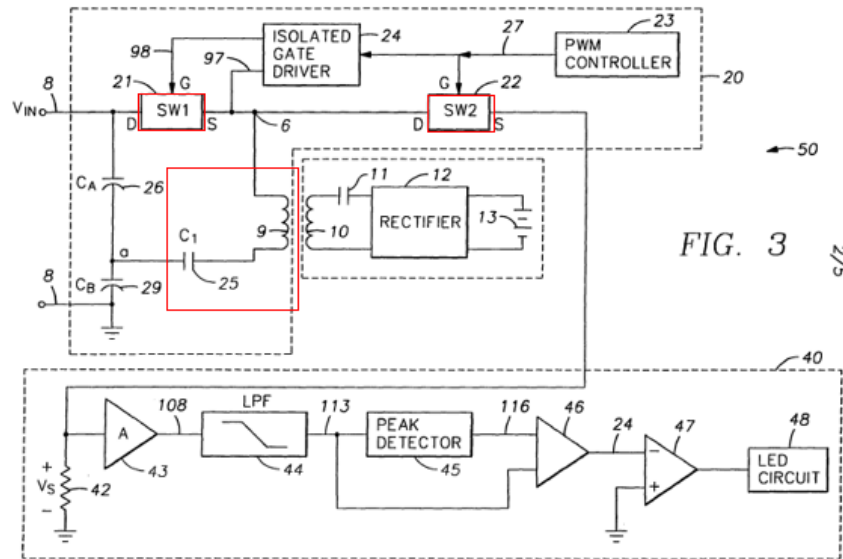 98
97
ISOLATED
GATE
DRIVER
24
27
23
PWM
CONTROLLER
20
8
21
G
G
22
VIN
D
SW1
S
6
D
SW2
S
50
CA
26
11
12
9
10
RECTIFIER
13
FIG. 3
2/5
a
C1
25
8
CB
29
40
108
LPF
113
116
46
A
43
44
PEAK
DETECTOR
45
24
47
48
LED
CIRCUIT
+
VS
-
42
-
+